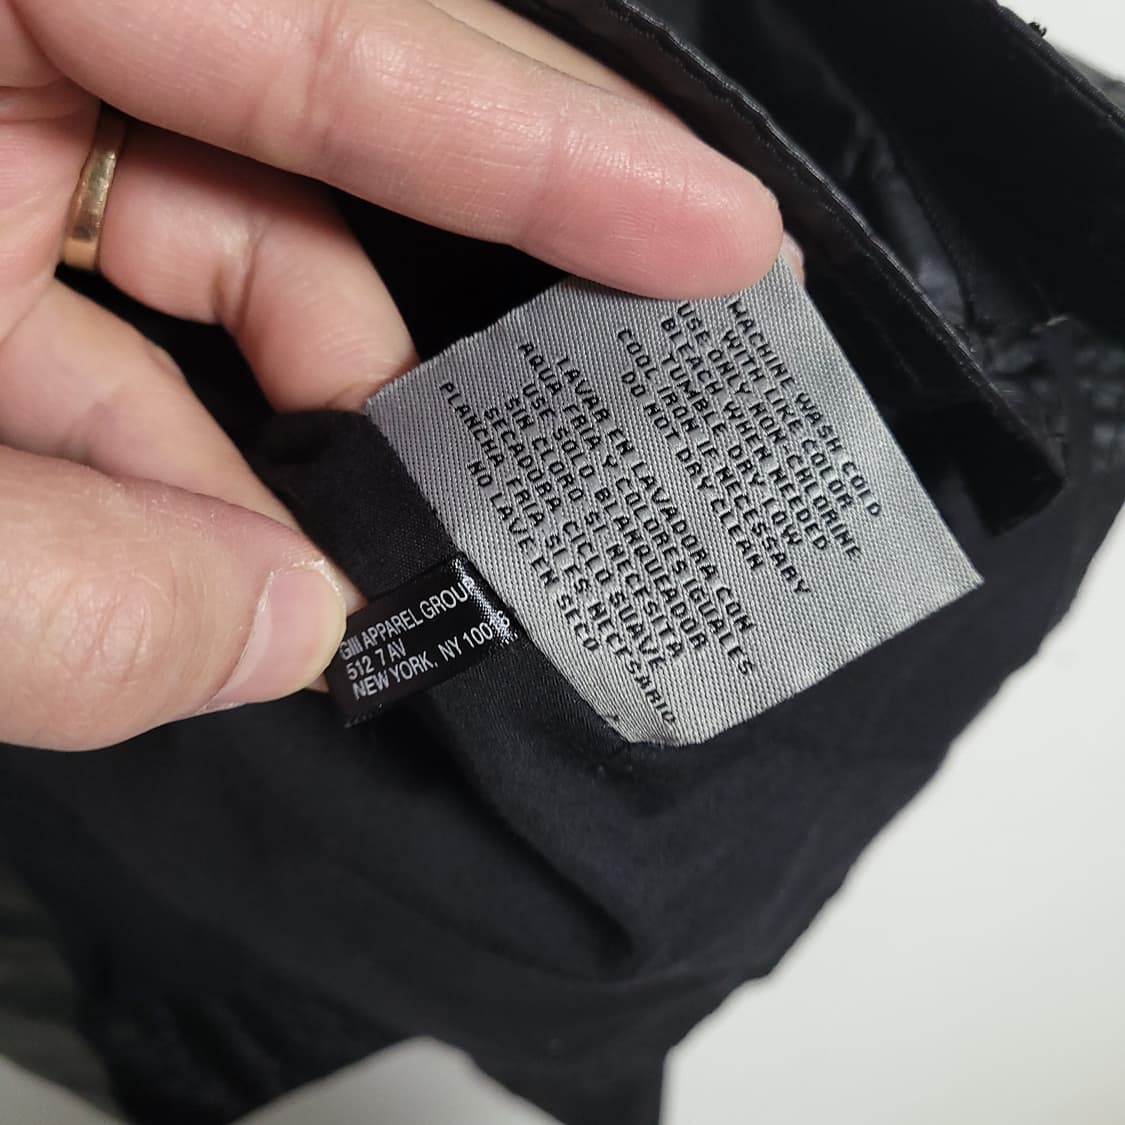 MACHINE WASH COLD
WITH LIKE COLOR
USE ONLY NON CHLORINE
BLEACH WHEN NEEDED
TUMBLE DRY LOW
COOL IRON IF NECESSARY
DO NOT DRY CLEAN
LAVAR EN LAVADORA CON
AQUA FRIA Y COLORES IGUALES
USE SOLO BLANQUEADOR
SIN CLORO SI NECESITA
SECADORA CICLO SUAVE
PLANCHA FRIA SI ES NECESARIO
NO LAVE EN SECO
GIII APPAREL GROUP
512 7 AV
NEW YORK, NY 10018